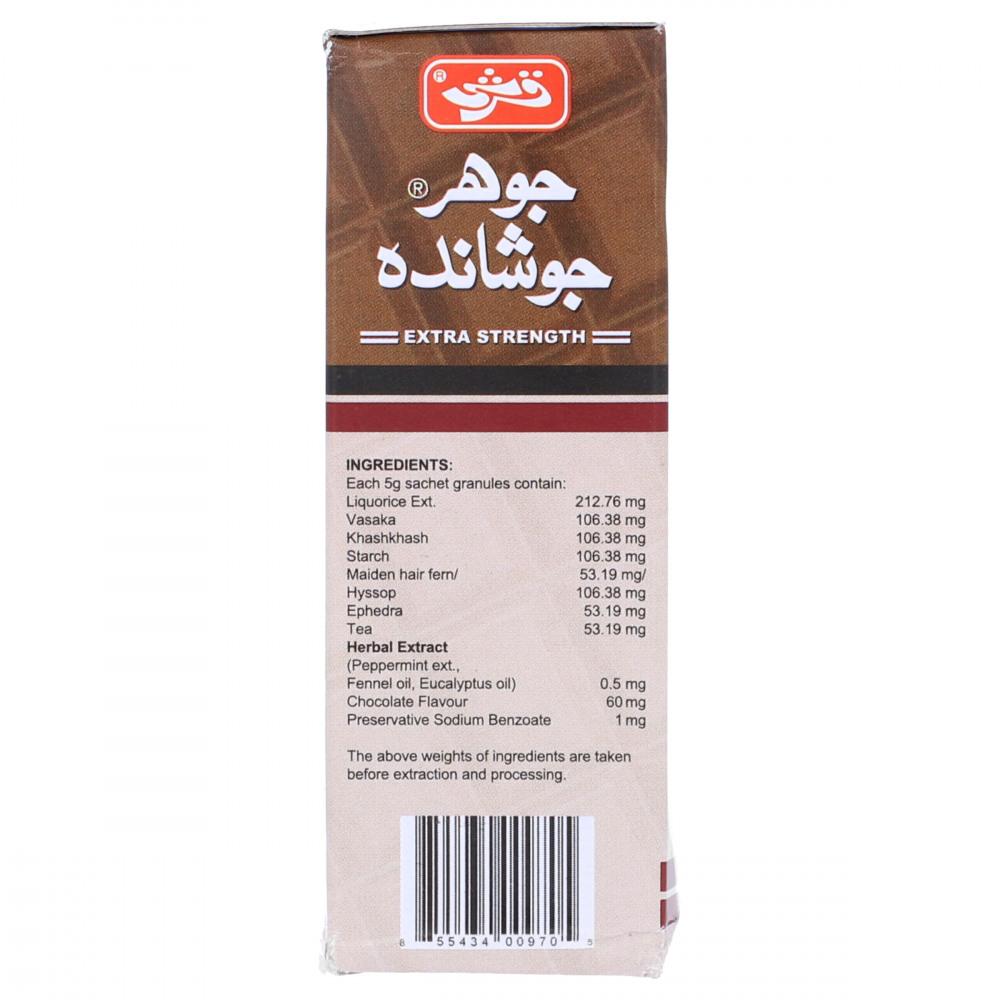 قرشی ®
جوھر ®
جوشاندہ
EXTRA STRENGTH
INGREDIENTS:
Each 5g sachet granules contain:
Liquorice Ext. 212.76 mg
Vasaka 106.38 mg
Khashkhash 106.38 mg
Starch 106.38 mg
Maiden hair fern/ 53.19 mg/
Hyssop 106.38 mg
Ephedra 53.19 mg
Tea 53.19 mg
Herbal Extract
(Peppermint ext.,
Fennel oil, Eucalyptus oil) 0.5 mg
Chocolate Flavour 60 mg
Preservative Sodium Benzoate 1 mg
The above weights of ingredients are taken
before extraction and processing.
8 55434 00970 5